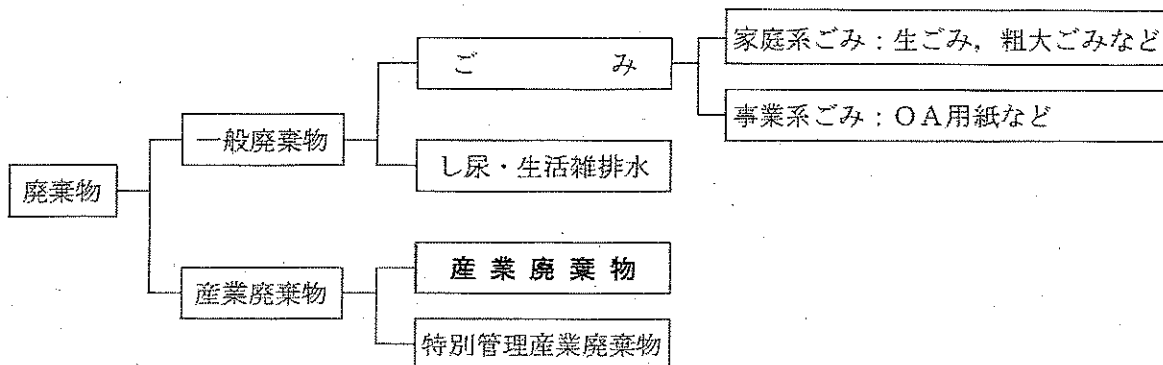 廃棄物
一般廃棄物
ご み
家庭系ごみ：生ごみ，粗大ごみなど
事業系ごみ：ＯＡ用紙など
し尿・生活雑排水
産業廃棄物
産業廃棄物
特別管理産業廃棄物